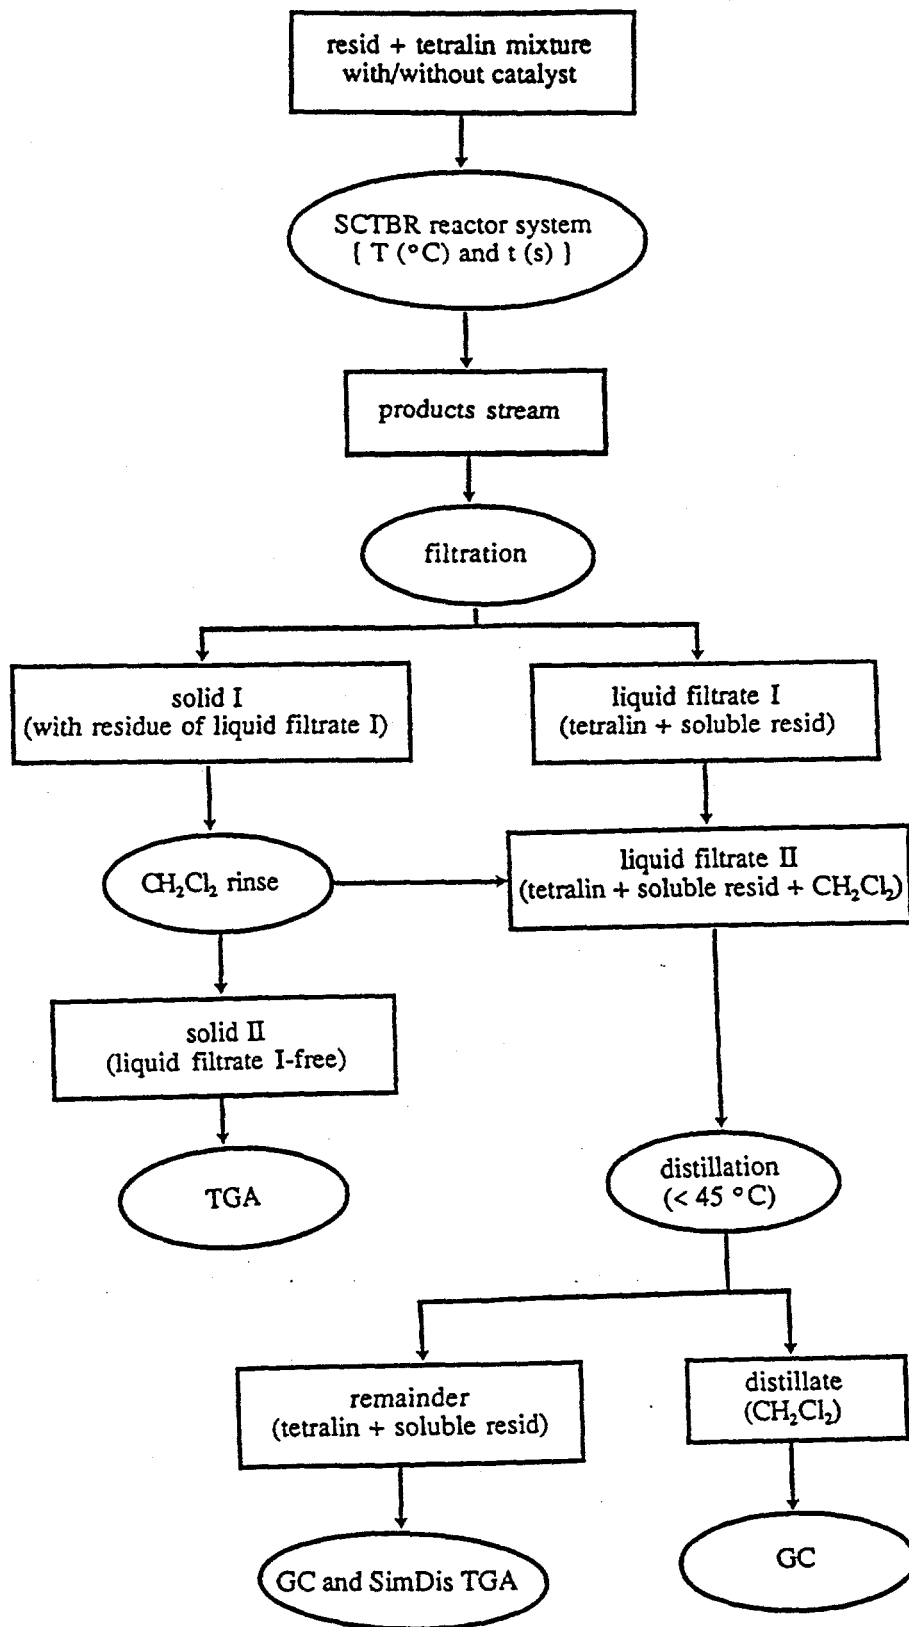 resid + tetralin mixture
with/without catalyst
SCTBR reactor system
{ T (°C) and t (s) }
products stream
filtration
solid I
(with residue of liquid filtrate I)
liquid filtrate I
(tetralin + soluble resid)
CH₂Cl₂ rinse
liquid filtrate II
(tetralin + soluble resid + CH₂Cl₂)
solid II
(liquid filtrate I-free)
TGA
distillation
(< 45 °C)
remainder
(tetralin + soluble resid)
distillate
(CH₂Cl₂)
GC and SimDis TGA
GC